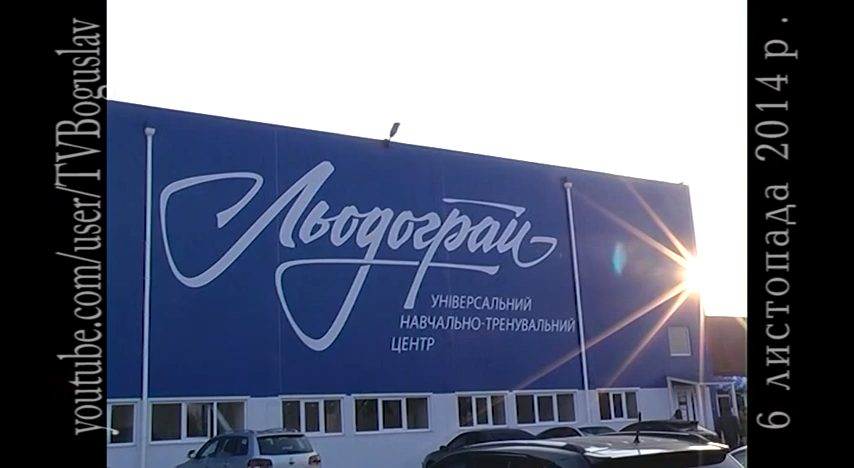 youtube.com/user/TVBoguslav
Льодограй
УНІВЕРСАЛЬНИЙ
НАВЧАЛЬНО-ТРЕНУВАЛЬНИЙ
ЦЕНТР
6 листопада 2014 р.